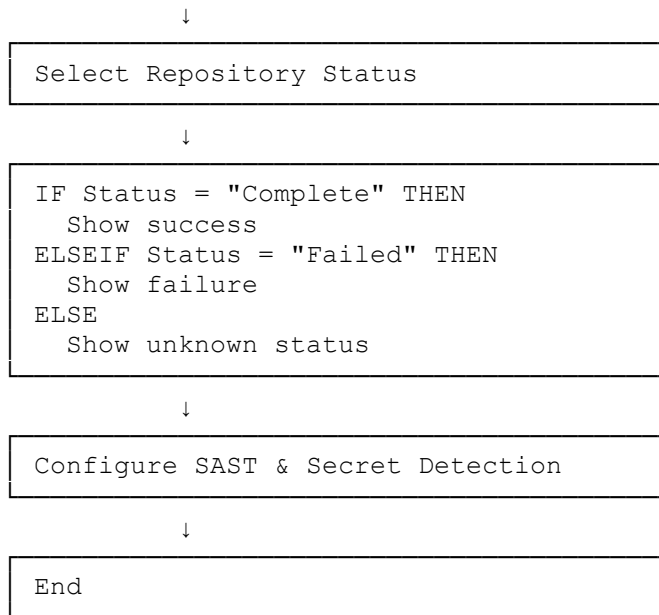 ↓
Select Repository Status
↓
IF Status = "Complete" THEN
  Show success
ELSEIF Status = "Failed" THEN
  Show failure
ELSE
  Show unknown status
↓
Configure SAST & Secret Detection
↓
End